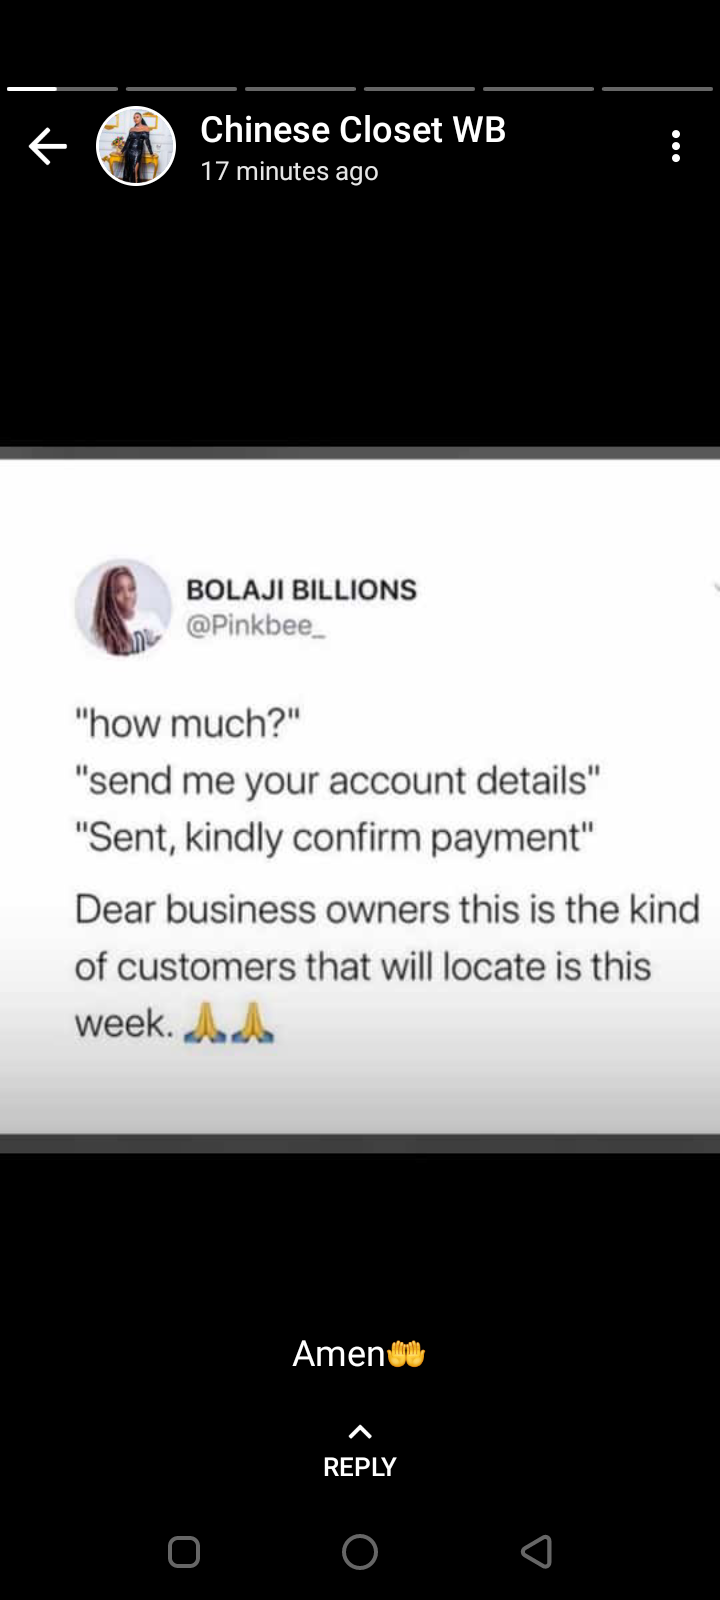 Chinese Closet WB
17 minutes ago
BOLAJI BILLIONS
@Pinkbee_
"how much?"
"send me your account details"
"Sent, kindly confirm payment"
Dear business owners this is the kind
of customers that will locate is this
week. 🙏🙏
Amen🤲
REPLY